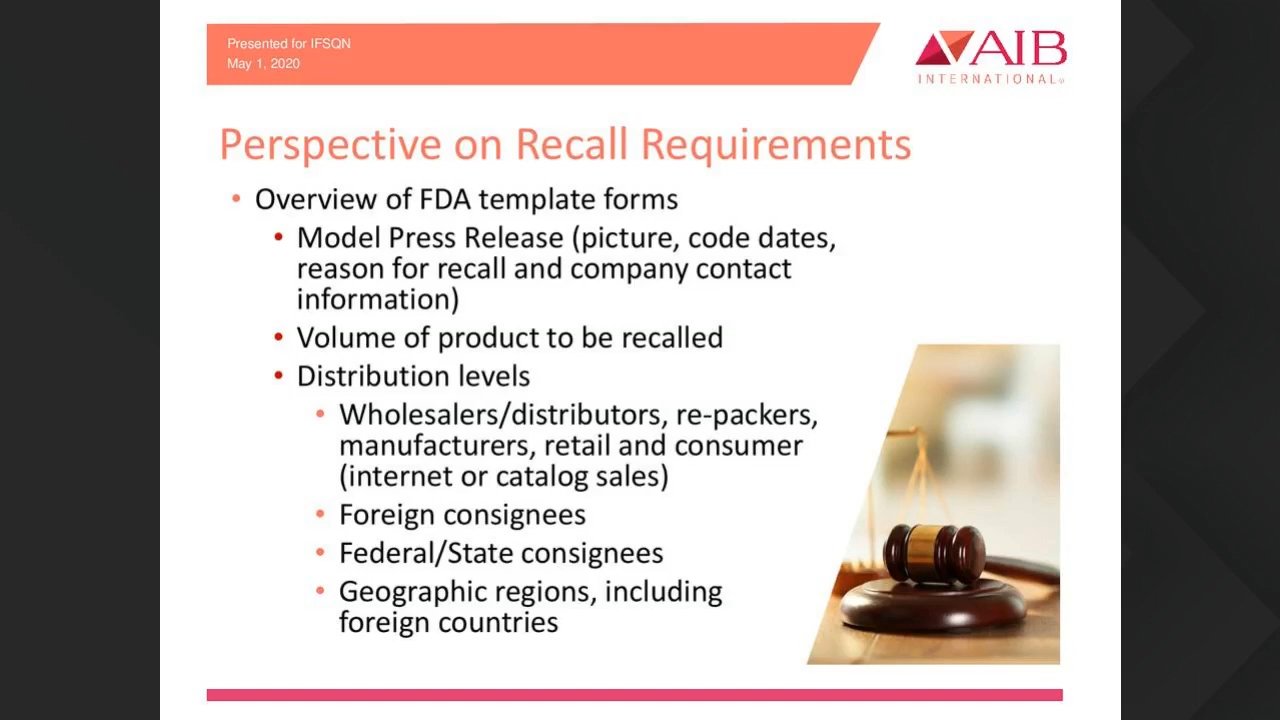 Presented for IFSQN
May 1, 2020
AIB
INTERNATIONAL
Perspective on Recall Requirements
• Overview of FDA template forms
• Model Press Release (picture, code dates,
reason for recall and company contact
information)
• Volume of product to be recalled
• Distribution levels
• Wholesalers/distributors, re-packers,
manufacturers, retail and consumer
(internet or catalog sales)
• Foreign consignees
• Federal/State consignees
• Geographic regions, including
foreign countries